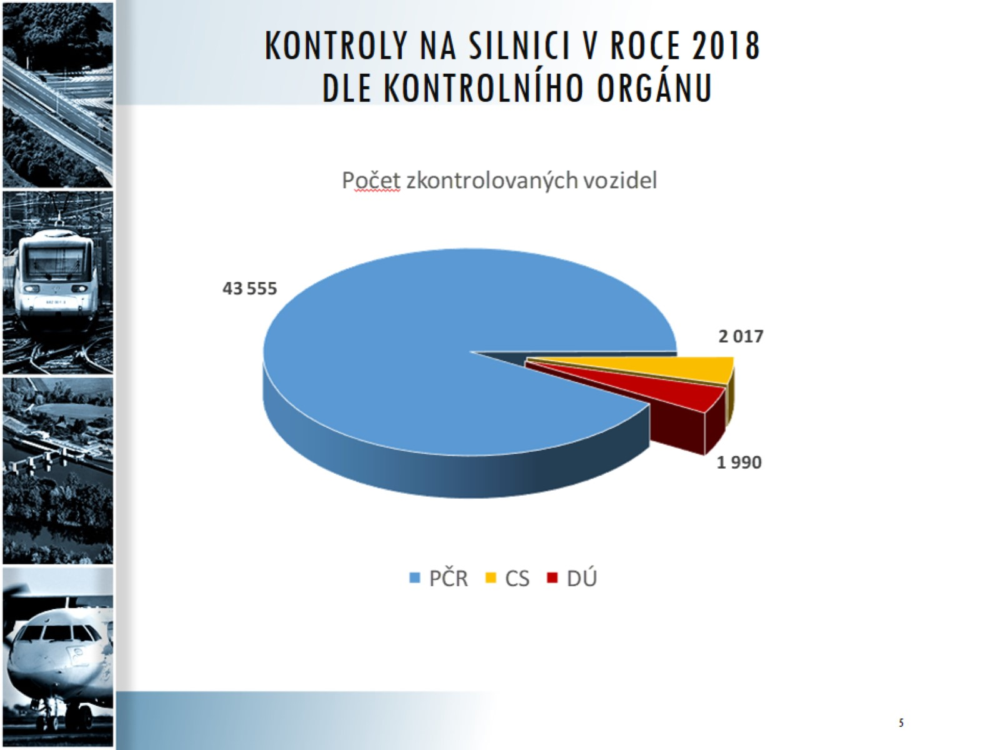 KONTROLY NA SILNICI V ROCE 2018
DLE KONTROLNÍHO ORGÁNU
Počet zkontrolovaných vozidel
43 555
2 017
1 990
PČR CS DÚ
5